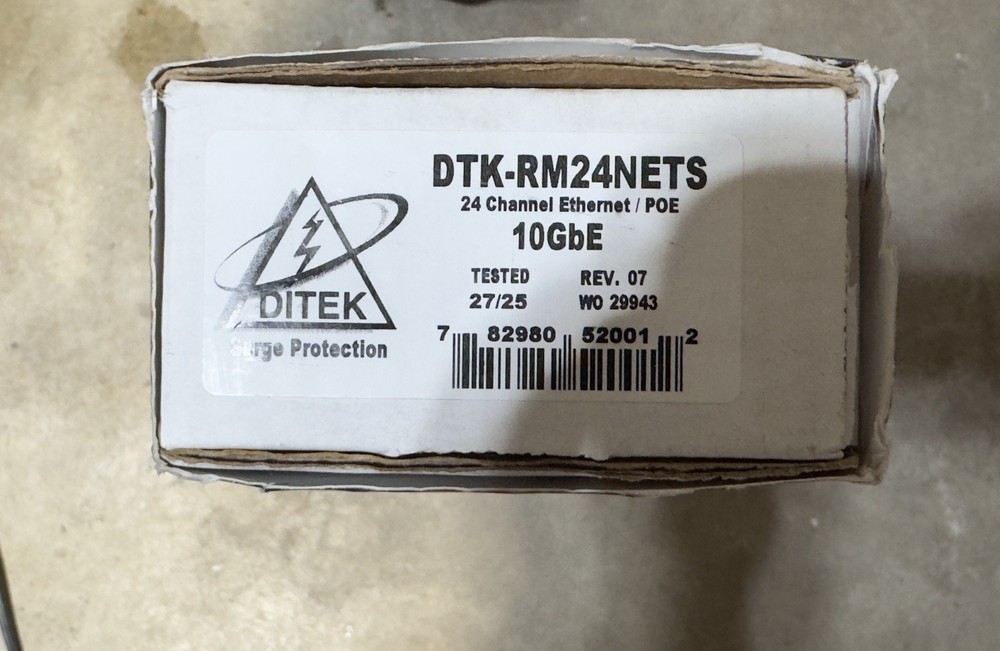 DTK-RM24NETS
24 Channel Ethernet / POE
10GbE
TESTED REV. 07
27/25 WO 29943
7 82980 52001 2
DITEK
Surge Protection